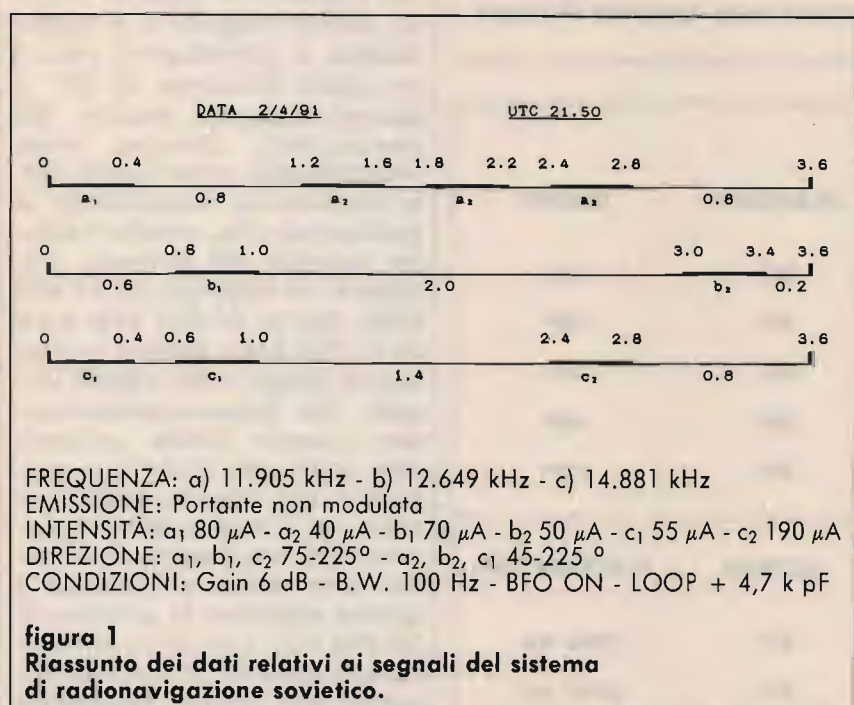 DATA 2/4/91 UTC 21.50
0 0.4 1.2 1.6 1.8 2.2 2.4 2.8 3.6
a₁ 0.8 a₂ a₂ a₂ 0.8
0 0.6 1.0 3.0 3.4 3.6
0.6 b₁ 2.0 b₂ 0.2
0 0.4 0.6 1.0 2.4 2.8 3.6
c₁ c₁ 1.4 c₂ 0.8
FREQUENZA: a) 11.905 kHz - b) 12.649 kHz - c) 14.881 kHz
EMISSIONE: Portante non modulata
INTENSITÀ: a₁ 80 μA - a₂ 40 μA - b₁ 70 μA - b₂ 50 μA - c₁ 55 μA - c₂ 190 μA
DIREZIONE: a₁, b₁, c₂ 75-225° - a₂, b₂, c₁ 45-225 °
CONDIZIONI: Gain 6 dB - B.W. 100 Hz - BFO ON - LOOP + 4,7 k pF
figura 1
Riassunto dei dati relativi ai segnali del sistema
di radionavigazione sovietico.